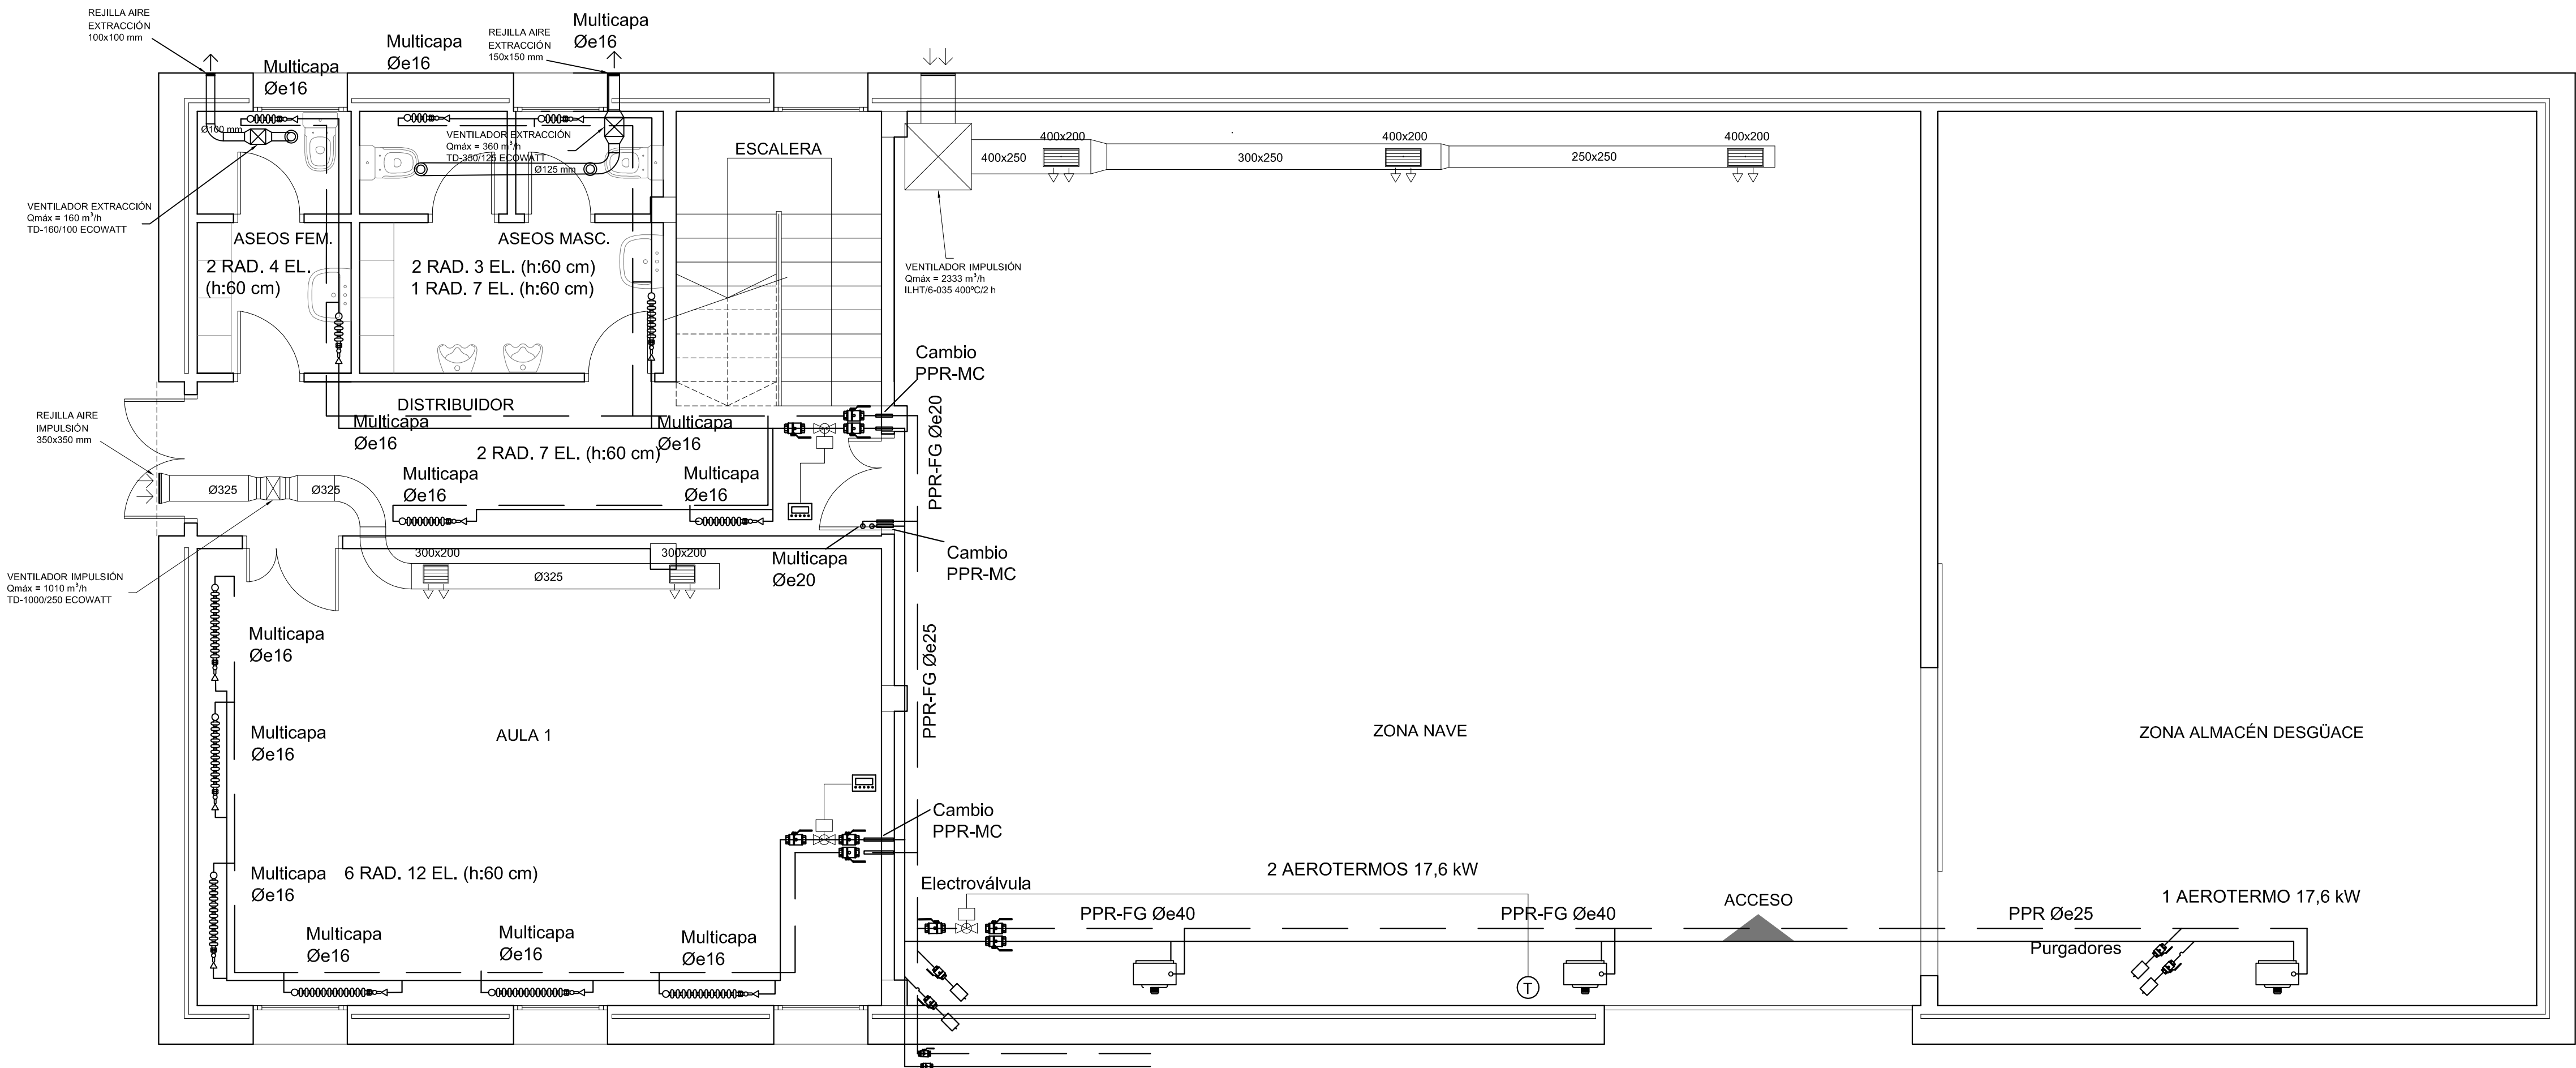 REJILLA AIRE
EXTRACCIÓN
100x100 mm
Multicapa
Øe16
Multicapa
Øe16
REJILLA AIRE
EXTRACCIÓN
150x150 mm
Multicapa
Øe16
Ø100 mm
VENTILADOR EXTRACCIÓN
Qmáx = 360 m³/h
TD-350/125 ECOWATT
Ø125 mm
ESCALERA
VENTILADOR EXTRACCIÓN
Qmáx = 160 m³/h
TD-160/100 ECOWATT
ASEOS FEM.
2 RAD. 4 EL.
(h:60 cm)
ASEOS MASC.
2 RAD. 3 EL. (h:60 cm)
1 RAD. 7 EL. (h:60 cm)
400x250
400x200
300x250
400x200
250x250
400x200
VENTILADOR IMPULSIÓN
Qmáx = 2333 m³/h
ILHT/6-035 400ºC/2 h
Cambio
PPR-MC
PPR-FG Øe20
REJILLA AIRE
IMPULSIÓN
350x350 mm
DISTRIBUIDOR
Multicapa
Øe16
Multicapa
Øe16
2 RAD. 7 EL. (h:60 cm)
Multicapa
Øe16
Multicapa
Øe16
Ø325
Ø325
VENTILADOR IMPULSIÓN
Qmáx = 1010 m³/h
TD-1000/250 ECOWATT
300x200
Ø325
300x200
Multicapa
Øe20
Cambio
PPR-MC
PPR-FG Øe25
Multicapa
Øe16
Multicapa
Øe16
AULA 1
ZONA NAVE
ZONA ALMACÉN DESGÜACE
Cambio
PPR-MC
Multicapa
Øe16
6 RAD. 12 EL. (h:60 cm)
Multicapa
Øe16
Multicapa
Øe16
Multicapa
Øe16
Electroválvula
2 AEROTERMOS 17,6 kW
PPR-FG Øe40
PPR-FG Øe40
T
ACCESO
PPR Øe25
1 AEROTERMO 17,6 kW
Purgadores